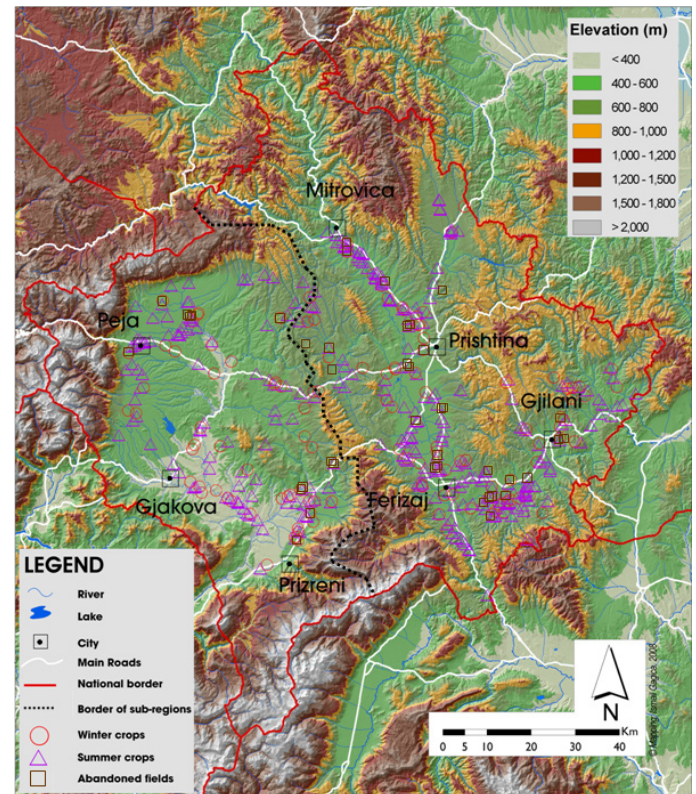 Elevation (m)
< 400
400 - 600
600 - 800
800 - 1,000
1,000 - 1,200
1,200 - 1,500
1,500 - 1,800
> 2,000
Mitrovica
Peja
Prishtina
Gjilani
Gjakova
Ferizaj
Prizreni
LEGEND
River
Lake
City
Main Roads
National border
Border of sub-regions
Winter crops
Summer crops
Abandoned fields
N
Km
0 5 10 20 30 40
© Mapping